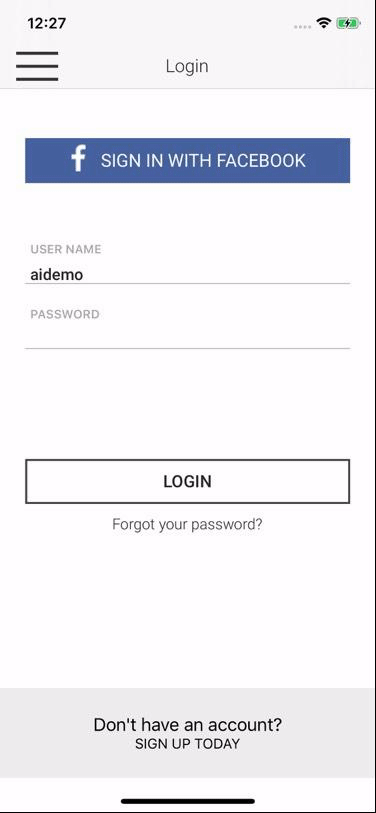 12:27
Login
SIGN IN WITH FACEBOOK
USER NAME
aidemo
PASSWORD
LOGIN
Forgot your password?
Don't have an account?
SIGN UP TODAY